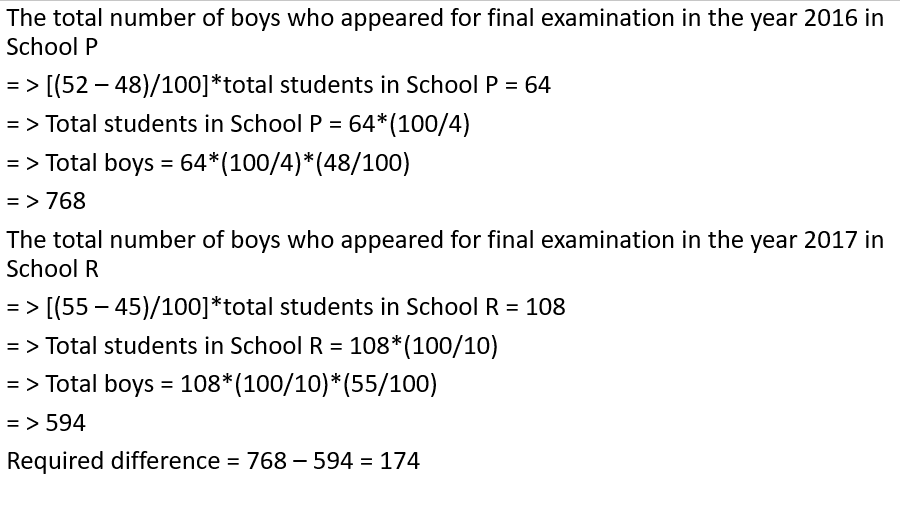 The total number of boys who appeared for final examination in the year 2016 in
School P
= > [(52 – 48)/100]*total students in School P = 64
= > Total students in School P = 64*(100/4)
= > Total boys = 64*(100/4)*(48/100)
= > 768
The total number of boys who appeared for final examination in the year 2017 in
School R
= > [(55 – 45)/100]*total students in School R = 108
= > Total students in School R = 108*(100/10)
= > Total boys = 108*(100/10)*(55/100)
= > 594
Required difference = 768 – 594 = 174